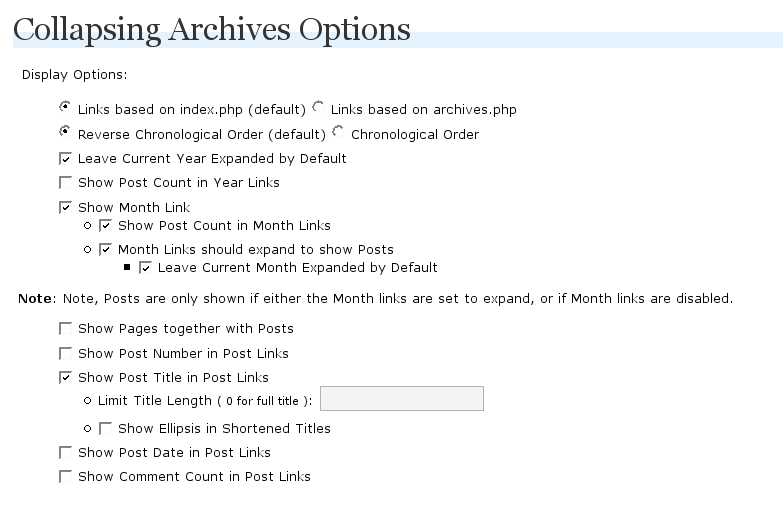 Collapsing Archives Options
Display Options:
Links based on index.php (default) Links based on archives.php
Reverse Chronological Order (default) Chronological Order
Leave Current Year Expanded by Default
Show Post Count in Year Links
Show Month Link
Show Post Count in Month Links
Month Links should expand to show Posts
Leave Current Month Expanded by Default
Note: Note, Posts are only shown if either the Month links are set to expand, or if Month links are disabled.
Show Pages together with Posts
Show Post Number in Post Links
Show Post Title in Post Links
Limit Title Length ( 0 for full title ):
Show Ellipsis in Shortened Titles
Show Post Date in Post Links
Show Comment Count in Post Links